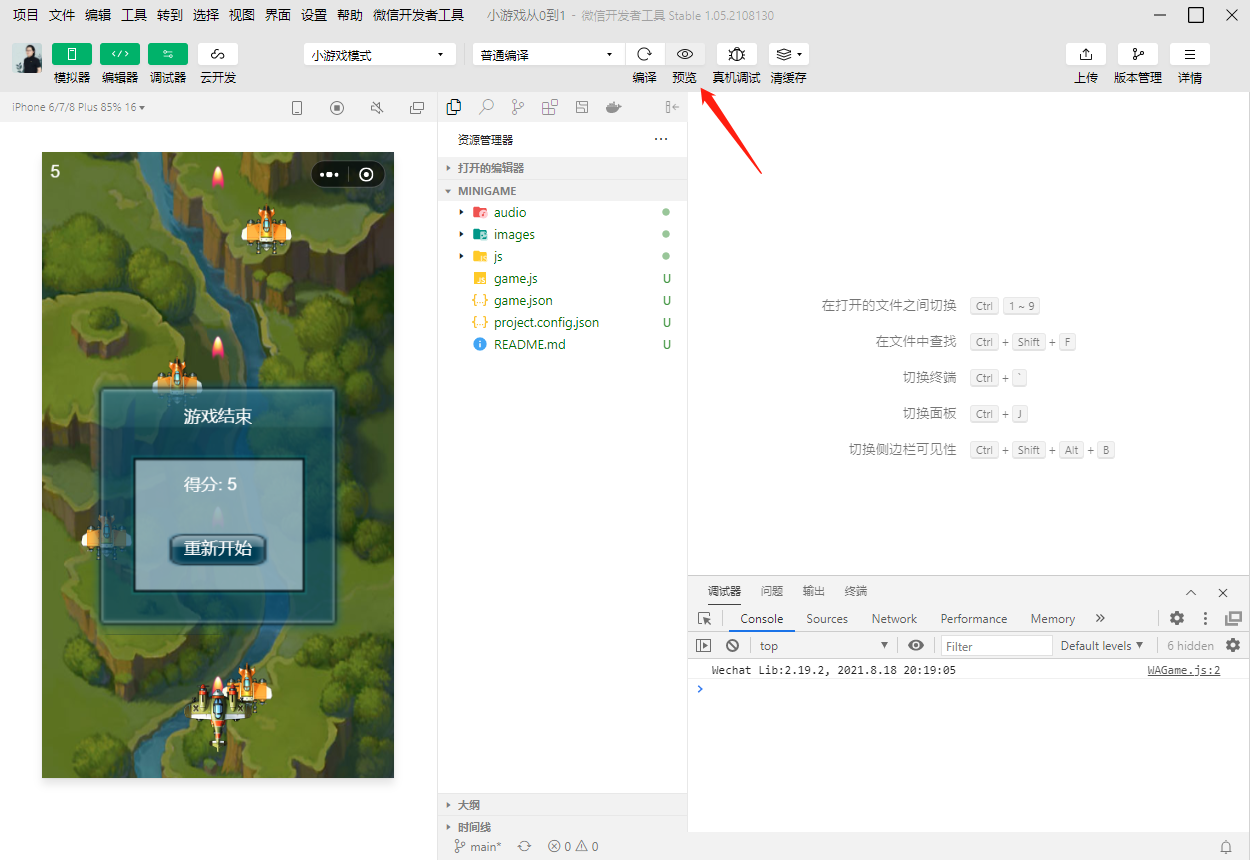 项目 文件 编辑 工具 转到 选择 视图 界面 设置 帮助 微信开发者工具 小游戏从0到1 - 微信开发者工具 Stable 1.05.2108130
小游戏模式 普通编译
模拟器 编辑器 调试器 云开发 编译 预览 真机调试 清缓存 上传 版本管理 详情
iPhone 6/7/8 Plus 85% 16
资源管理器
打开的编辑器
MINIGAME
audio
images
js
game.js U
game.json U
project.config.json U
README.md U
大纲
时间线
main* 0 0
5
游戏结束
得分: 5
重新开始
在打开的文件之间切换 Ctrl 1 ~ 9
在文件中查找 Ctrl + Shift + F
切换终端 Ctrl + `
切换面板 Ctrl + J
切换侧边栏可见性 Ctrl + Shift + Alt + B
调试器 问题 输出 终端
Console Sources Network Performance Memory
top Filter Default levels 6 hidden
Wechat Lib:2.19.2, 2021.8.18 20:19:05 WAGame.js:2